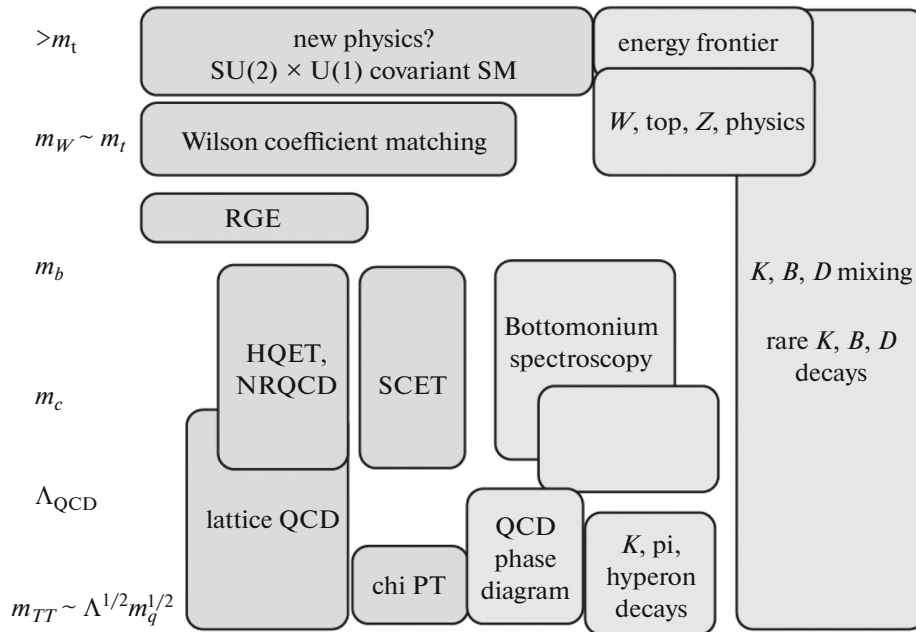 >m_t
new physics?
SU(2) × U(1) covariant SM
energy frontier
m_W ~ m_t
Wilson coefficient matching
W, top, Z, physics
RGE
m_b
HQET,
NRQCD
SCET
Bottomonium
spectroscopy
K, B, D mixing
rare K, B, D
decays
m_c
Λ_QCD
lattice QCD
chi PT
QCD
phase
diagram
K, pi,
hyperon
decays
m_TT ~ Λ^1/2 m_q^1/2